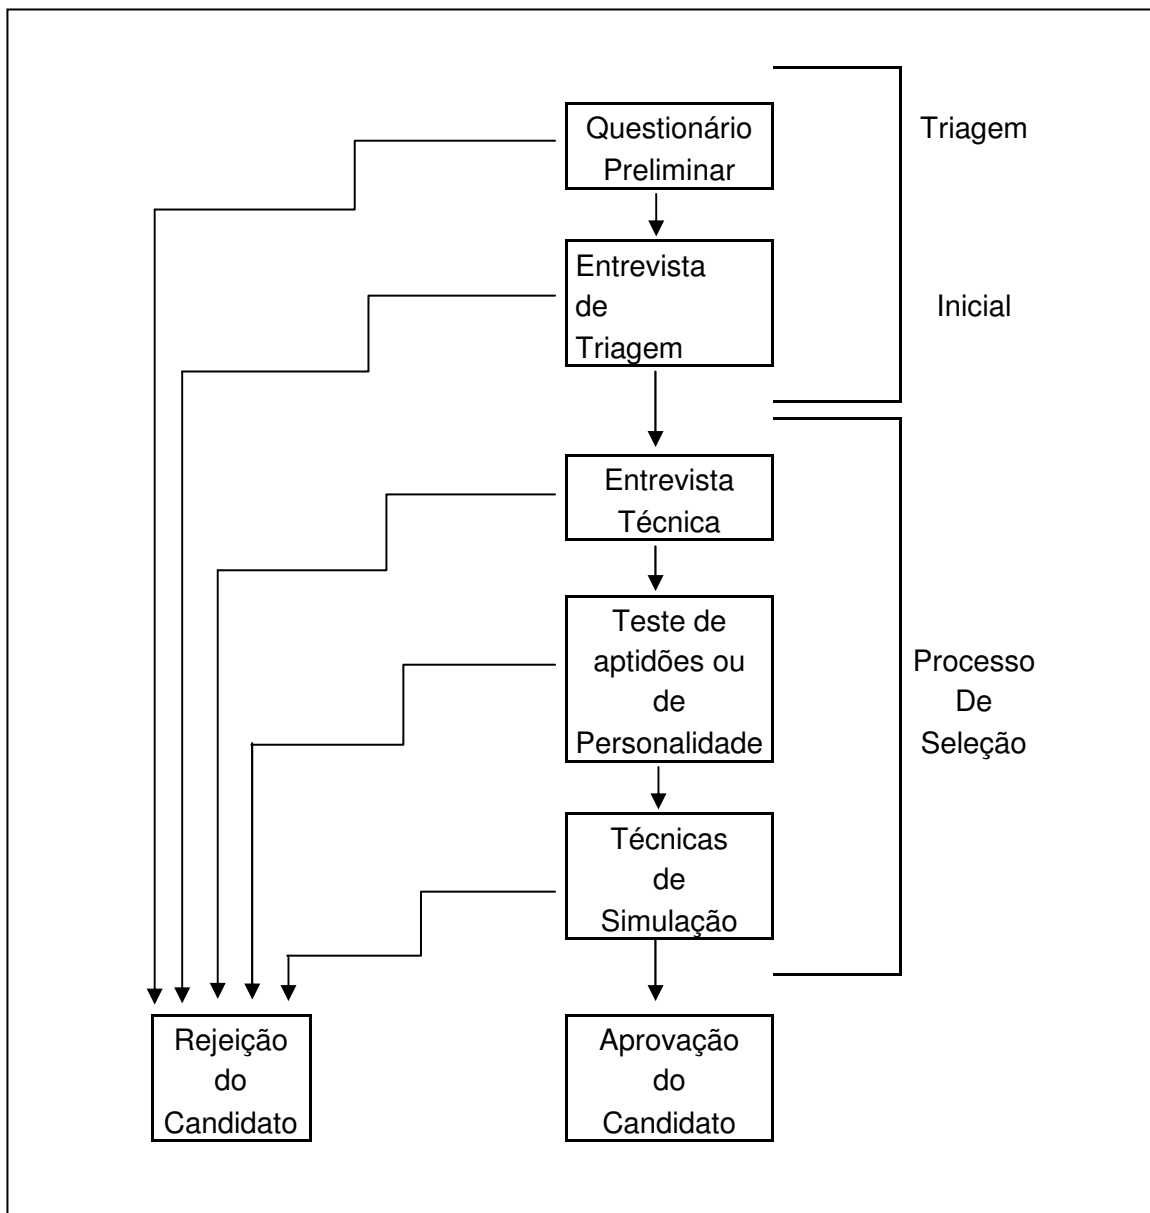 Questionário
Preliminar
Triagem
Entrevista
de
Triagem
Inicial
Entrevista
Técnica
Teste de
aptidões ou
de
Personalidade
Processo
De
Seleção
Técnicas
de
Simulação
Rejeição
do
Candidato
Aprovação
do
Candidato